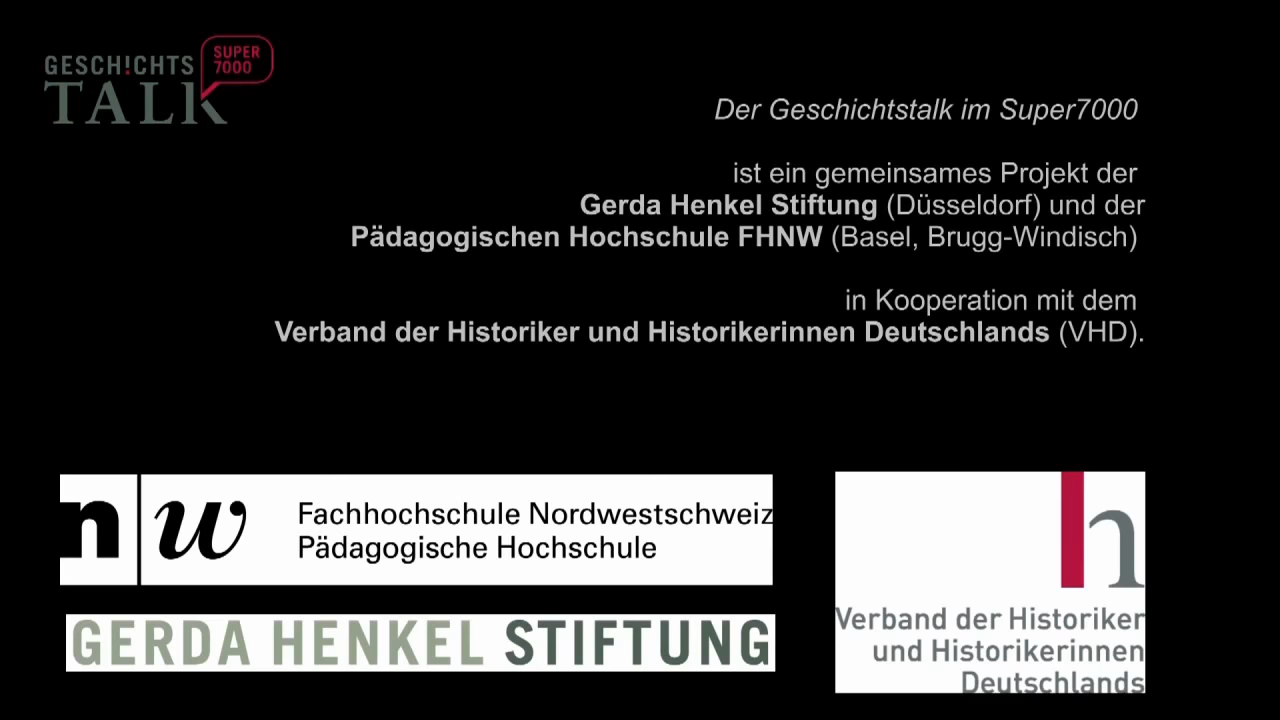 GESCH!CHTS
TALK
SUPER
7000
Der Geschichtstalk im Super7000
ist ein gemeinsames Projekt der
Gerda Henkel Stiftung (Düsseldorf) und der
Pädagogischen Hochschule FHNW (Basel, Brugg-Windisch)
in Kooperation mit dem
Verband der Historiker und Historikerinnen Deutschlands (VHD).
n w
Fachhochschule Nordwestschweiz
Pädagogische Hochschule
GERDA HENKEL STIFTUNG
h
Verband der Historiker
und Historikerinnen
Deutschlands